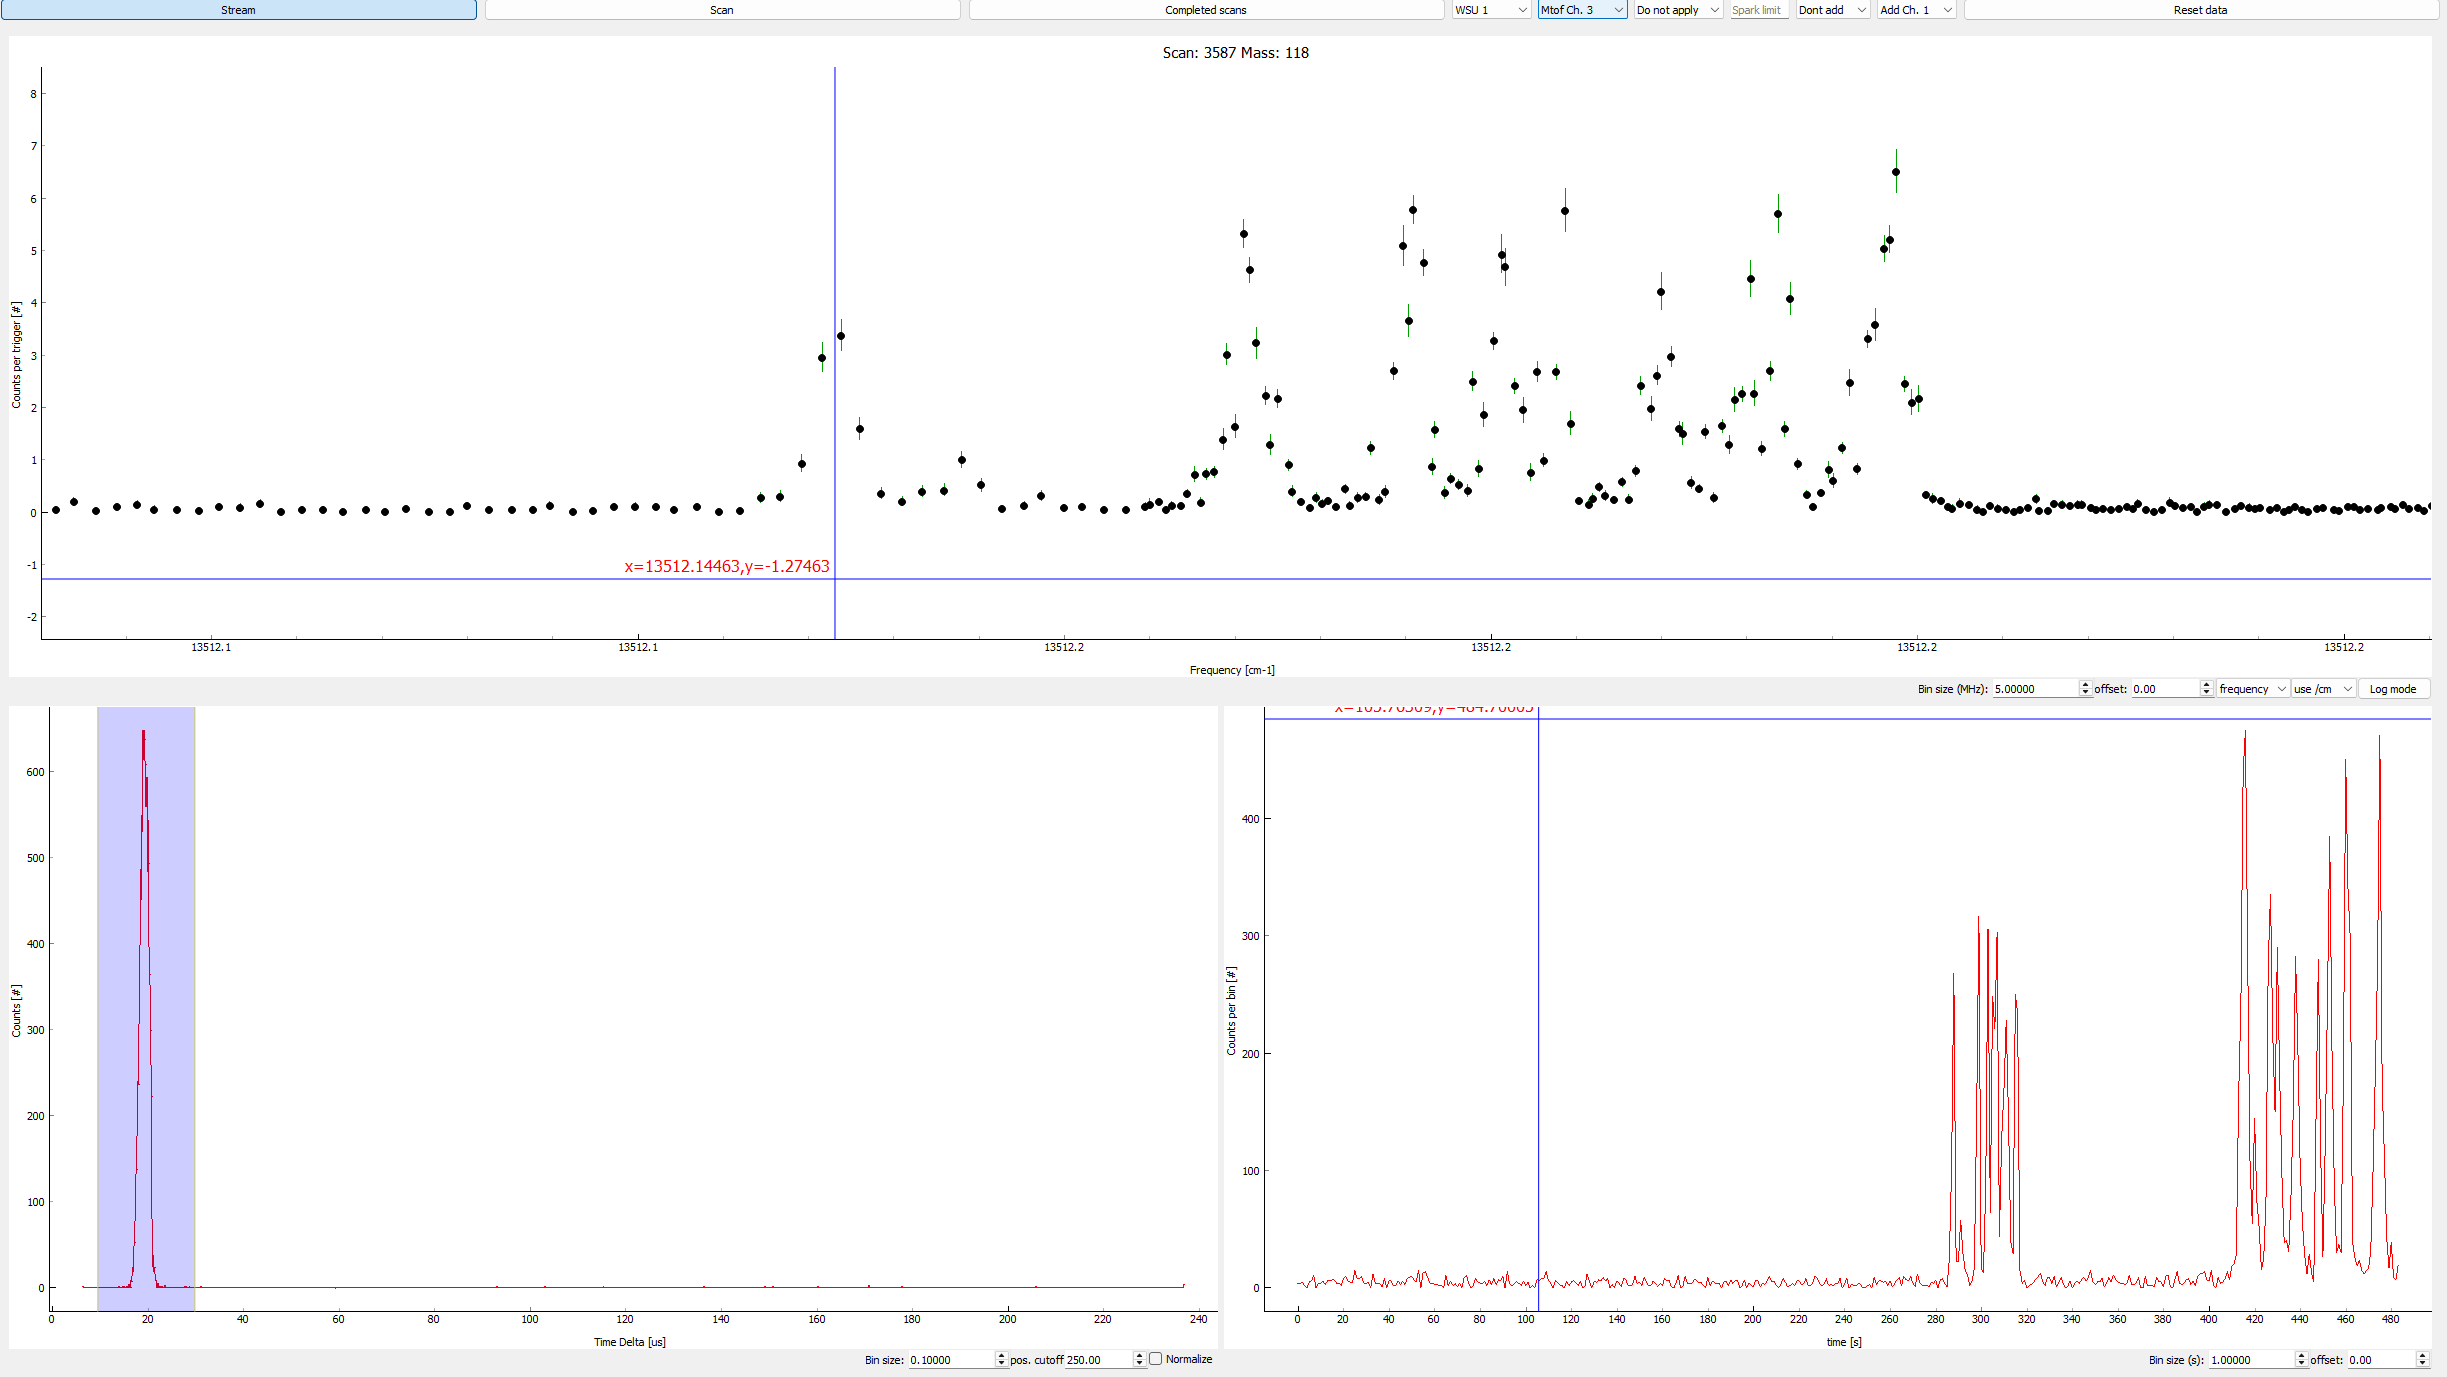 Stream Scan Completed scans WSU 1 Mtof Ch. 3 Do not apply Spark limit Dont add Add Ch. 1 Reset data
Scan: 3587 Mass: 118
8
7
6
5
4
3
2
1
0
-1
-2
Counts per trigger [#]
x=13512.14463,y=-1.27463
13512.1 13512.1 13512.2 13512.2 13512.2 13512.2
Frequency [cm-1]
Bin size (MHz): 5.00000 offset: 0.00 frequency use /cm Log mode
600
500
400
300
200
100
0
Counts [#]
0 20 40 60 80 100 120 140 160 180 200 220 240
Time Delta [us]
Bin size: 0.10000 pos. cutoff 250.00 Normalize
x=105.76369,y=484.76665
400
300
200
100
0
Counts per bin [#]
0 20 40 60 80 100 120 140 160 180 200 220 240 260 280 300 320 340 360 380 400 420 440 460 480
time [s]
Bin size (s): 1.00000 offset: 0.00